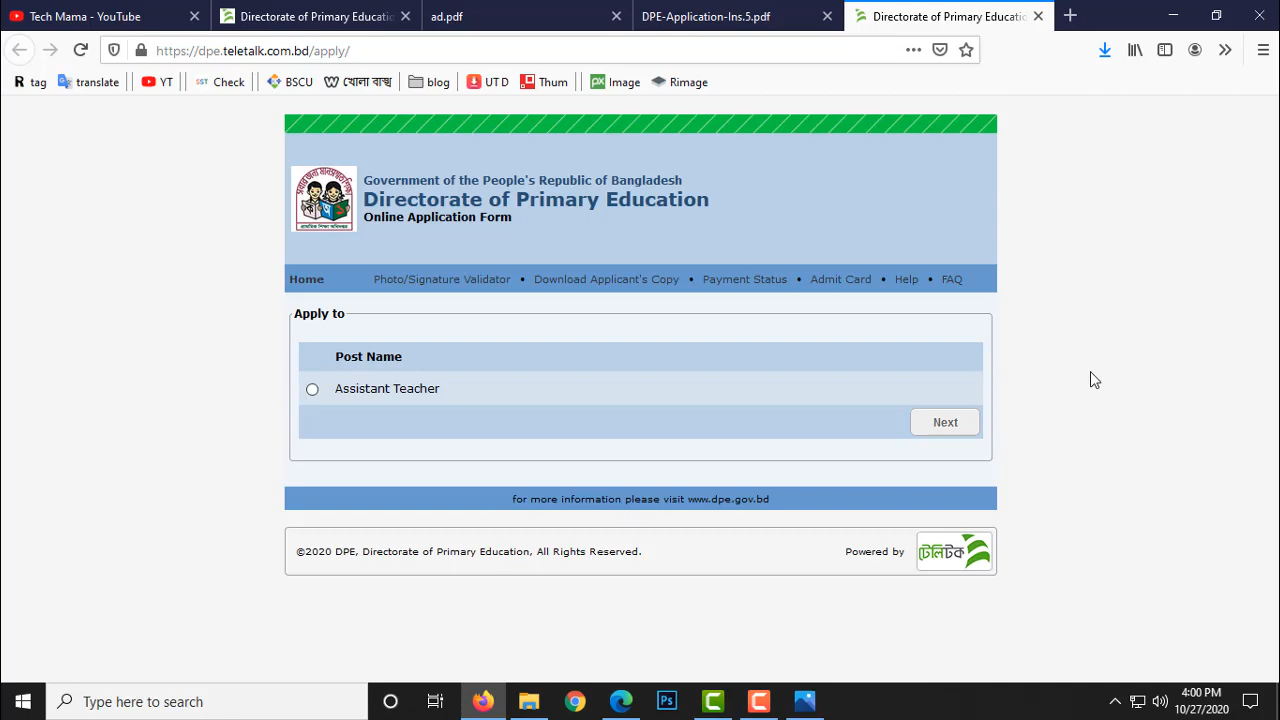 Tech Mama - YouTube
Directorate of Primary Educatio
ad.pdf
DPE-Application-Ins.5.pdf
Directorate of Primary Educatio
https://dpe.teletalk.com.bd/apply/
R tag
translate
YT
SST Check
BSCU
খোলা বাক্স
blog
UT D
Thum
px Image
Rimage
Government of the People's Republic of Bangladesh
Directorate of Primary Education
Online Application Form
Home Photo/Signature Validator • Download Applicant's Copy • Payment Status • Admit Card • Help • FAQ
Apply to
Post Name
Assistant Teacher
Next
for more information please visit www.dpe.gov.bd
©2020 DPE, Directorate of Primary Education, All Rights Reserved.
Powered by
টেলিটক
Type here to search
Ps
4:00 PM
10/27/2020